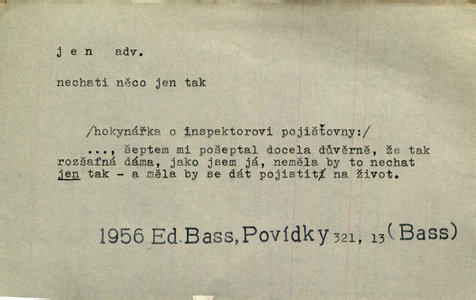 jen adv.
nechati něco jen tak
/hokynářka o inspektorovi pojišťovny:/
..., šeptem mi pošeptal docela důvěrně, že tak
rozšafná dáma, jako jsem já, neměla by to nechat
jen tak - a měla by se dát pojistit na život.
1956 Ed. Bass, Povídky 321, 13 (Bass)